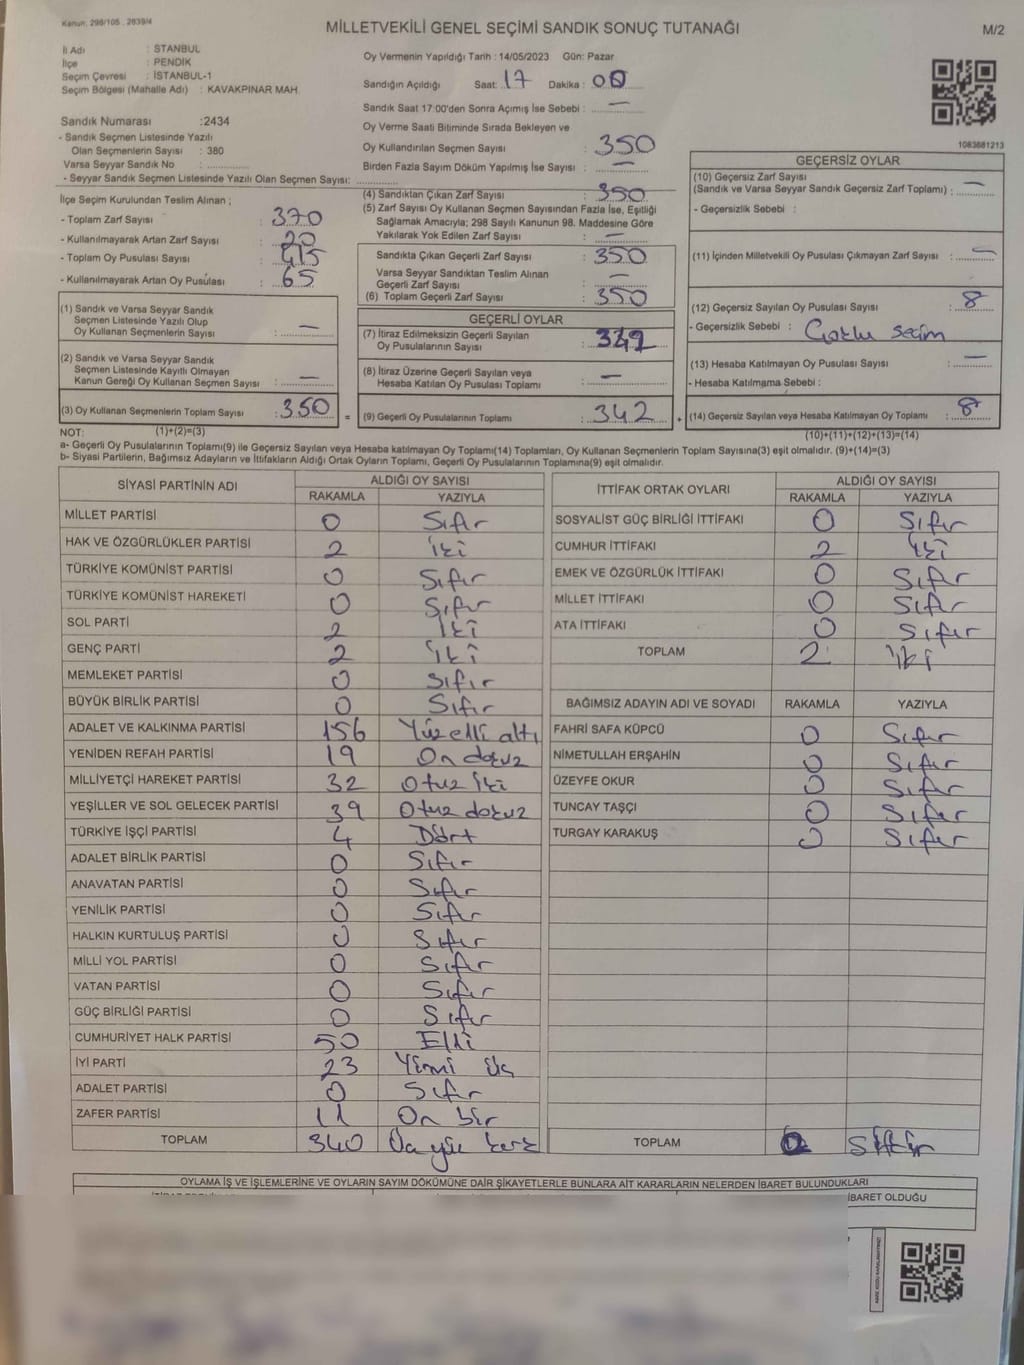 Kanun: 298/105 , 2839/4
MİLLETVEKİLİ GENEL SEÇİMİ SANDIK SONUÇ TUTANAĞI
M/2
İl Adı : STANBUL
İlçe : PENDİK
Seçim Çevresi : İSTANBUL-1
Seçim Bölgesi (Mahalle Adı) : KAVAKPINAR MAH.
Sandık Numarası :2434
- Sandık Seçmen Listesinde Yazılı
Olan Seçmenlerin Sayısı : 380
Varsa Seyyar Sandık No :
- Seyyar Sandık Seçmen Listesinde Yazılı Olan Seçmen Sayısı:
İlçe Seçim Kurulundan Teslim Alınan ;
- Toplam Zarf Sayısı : 370
- Kullanılmayarak Artan Zarf Sayısı : 20
- Toplam Oy Pusulası Sayısı : 415
- Kullanılmayarak Artan Oy Pusulası : 65
(1) Sandık ve Varsa Seyyar Sandık
Seçmen Listesinde Yazılı Olup
Oy Kullanan Seçmenlerin Sayısı : —
(2) Sandık ve Varsa Seyyar Sandık
Seçmen Listesinde Kayıtlı Olmayan
Kanun Gereği Oy Kullanan Seçmen Sayısı : —
(3) Oy Kullanan Seçmenlerin Toplam Sayısı : 350 =
Oy Vermenin Yapıldığı Tarih : 14/05/2023 Gün: Pazar
Sandığın Açıldığı Saat: 17 Dakika : 00
Sandık Saat 17:00'den Sonra Açımış İse Sebebi : —
Oy Verme Saati Bitiminde Sırada Bekleyen ve
Oy Kullandırılan Seçmen Sayısı : 350
Birden Fazla Sayım Döküm Yapılmış İse Sayısı : —
(4) Sandıktan Çıkan Zarf Sayısı : 350
(5) Zarf Sayısı Oy Kullanan Seçmen Sayısından Fazla İse, Eşitliği
Sağlamak Amacıyla; 298 Sayılı Kanunun 98. Maddesine Göre
Yakılarak Yok Edilen Zarf Sayısı : —
Sandıkta Çıkan Geçerli Zarf Sayısı : 350
Varsa Seyyar Sandıktan Teslim Alınan
Geçerli Zarf Sayısı : —
(6) Toplam Geçerli Zarf Sayısı : 350
GEÇERLİ OYLAR
(7) İtiraz Edilmeksizin Geçerli Sayılan
Oy Pusulalarının Sayısı : 342
(8) İtiraz Üzerine Geçerli Sayılan veya
Hesaba Katılan Oy Pusulası Toplamı : —
(9) Geçerli Oy Pusulalarının Toplamı : 342 +
1083681213
GEÇERSİZ OYLAR
(10) Geçersiz Zarf Sayısı
(Sandık ve Varsa Seyyar Sandık Geçersiz Zarf Toplamı) : —
- Geçersizlik Sebebi :
(11) İçinden Milletvekili Oy Pusulası Çıkmayan Zarf Sayısı : —
(12) Geçersiz Sayılan Oy Pusulası Sayısı : 8
- Geçersizlik Sebebi : Çoklu seçim
(13) Hesaba Katılmayan Oy Pusulası Sayısı : —
- Hesaba Katılmama Sebebi :
(14) Geçersiz Sayılan veya Hesaba Katılmayan Oy Toplamı : 8
NOT: (1)+(2)=(3)
(10)+(11)+(12)+(13)=(14)
a- Geçerli Oy Pusulalarının Toplamı(9) ile Geçersiz Sayılan veya Hesaba katılmayan Oy Toplamı(14) Toplamları, Oy Kullanan Seçmenlerin Toplam Sayısına(3) eşit olmalıdır. (9)+(14)=(3)
b- Siyasi Partilerin, Bağımsız Adayların ve İttifakların Aldığı Ortak Oyların Toplamı, Geçerli Oy Pusulalarının Toplamına(9) eşit olmalıdır.
SİYASİ PARTİNİN ADI ALDIĞI OY SAYISI
RAKAMLA YAZIYLA
MİLLET PARTİSİ 0 Sıfır
HAK VE ÖZGÜRLÜKLER PARTİSİ 2 İki
TÜRKİYE KOMÜNİST PARTİSİ 0 Sıfır
TÜRKİYE KOMÜNİST HAREKETİ 0 Sıfır
SOL PARTİ 2 İki
GENÇ PARTİ 2 İki
MEMLEKET PARTİSİ 0 Sıfır
BÜYÜK BİRLİK PARTİSİ 0 Sıfır
ADALET VE KALKINMA PARTİSİ 156 Yüzelli altı
YENİDEN REFAH PARTİSİ 19 On dokuz
MİLLİYETÇİ HAREKET PARTİSİ 32 Otuz İki
YEŞİLLER VE SOL GELECEK PARTİSİ 39 Otuz dokuz
TÜRKİYE İŞÇİ PARTİSİ 4 Dört
ADALET BİRLİK PARTİSİ 0 Sıfır
ANAVATAN PARTİSİ 0 Sıfır
YENİLİK PARTİSİ 0 Sıfır
HALKIN KURTULUŞ PARTİSİ 0 Sıfır
MİLLİ YOL PARTİSİ 0 Sıfır
VATAN PARTİSİ 0 Sıfır
GÜÇ BİRLİĞİ PARTİSİ 0 Sıfır
CUMHURİYET HALK PARTİSİ 50 Elli
İYİ PARTİ 23 Yirmi üç
ADALET PARTİSİ 0 Sıfır
ZAFER PARTİSİ 11 On bir
TOPLAM 340 Üç yüz kırk
İTTİFAK ORTAK OYLARI ALDIĞI OY SAYISI
RAKAMLA YAZIYLA
SOSYALİST GÜÇ BİRLİĞİ İTTİFAKI 0 Sıfır
CUMHUR İTTİFAKI 2 İki
EMEK VE ÖZGÜRLÜK İTTİFAKI 0 Sıfır
MİLLET İTTİFAKI 0 Sıfır
ATA İTTİFAKI 0 Sıfır
TOPLAM 2 İki
BAĞIMSIZ ADAYIN ADI VE SOYADI RAKAMLA YAZIYLA
FAHRİ SAFA KÜPCÜ 0 Sıfır
NİMETULLAH ERŞAHİN 0 Sıfır
ÜZEYFE OKUR 0 Sıfır
TUNCAY TAŞÇI 0 Sıfır
TURGAY KARAKUŞ 0 Sıfır
TOPLAM 0 Sıfır
OYLAMA İŞ VE İŞLEMLERİNE VE OYLARIN SAYIM DÖKÜMÜNE DAİR ŞİKAYETLERLE BUNLARA AİT KARARLARIN NELERDEN İBARET BULUNDUKLARI
İBARET OLDUĞU